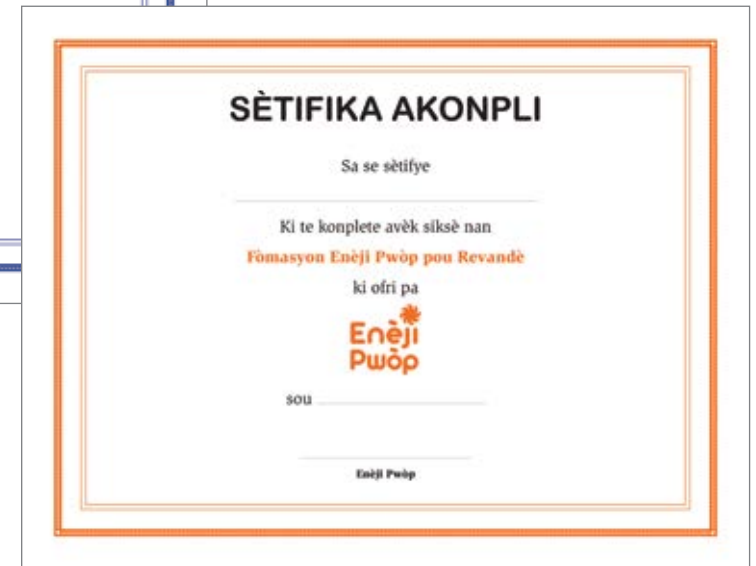 SÈTIFIKA AKONPLI
Sa se sètifye
Ki te konplete avèk siksè nan
Fòmasyon Enèji Pwòp pou Revandè
ki ofri pa
Enèji
Pwòp
sou
Enèji Pwòp